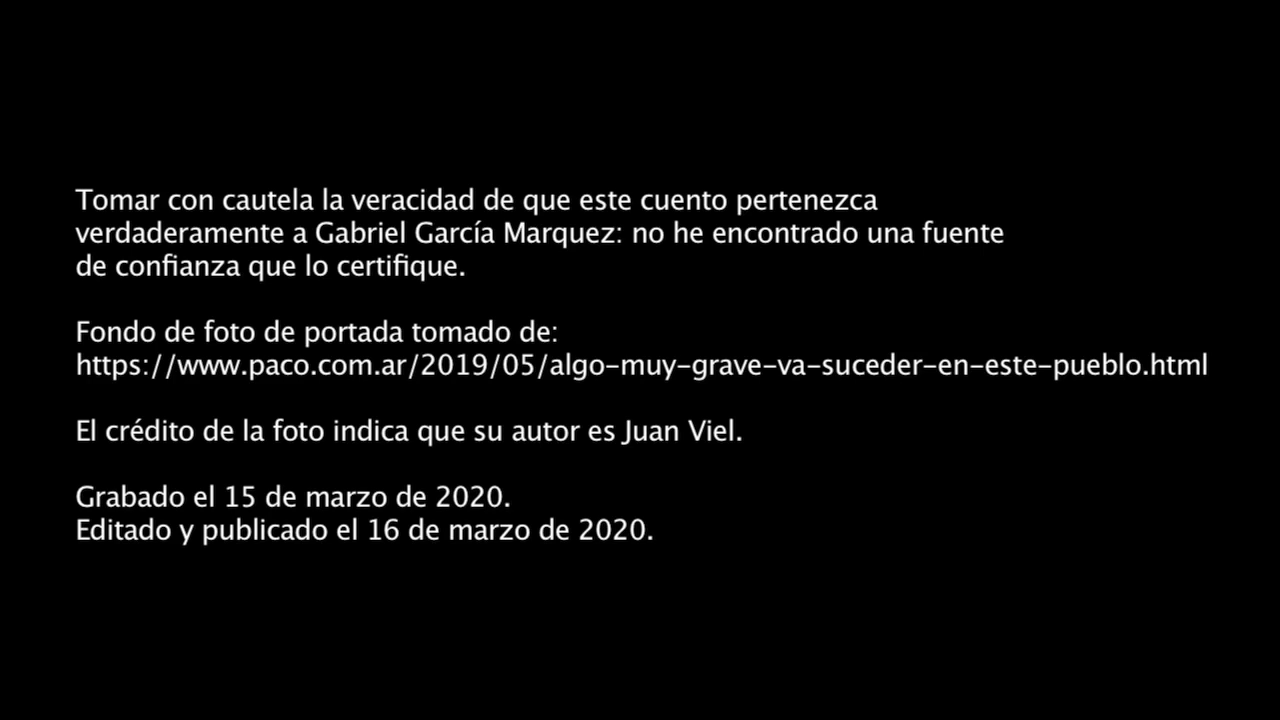 Tomar con cautela la veracidad de que este cuento pertenezca
verdaderamente a Gabriel García Marquez: no he encontrado una fuente
de confianza que lo certifique.
Fondo de foto de portada tomado de:
https://www.paco.com.ar/2019/05/algo-muy-grave-va-suceder-en-este-pueblo.html
El crédito de la foto indica que su autor es Juan Viel.
Grabado el 15 de marzo de 2020.
Editado y publicado el 16 de marzo de 2020.